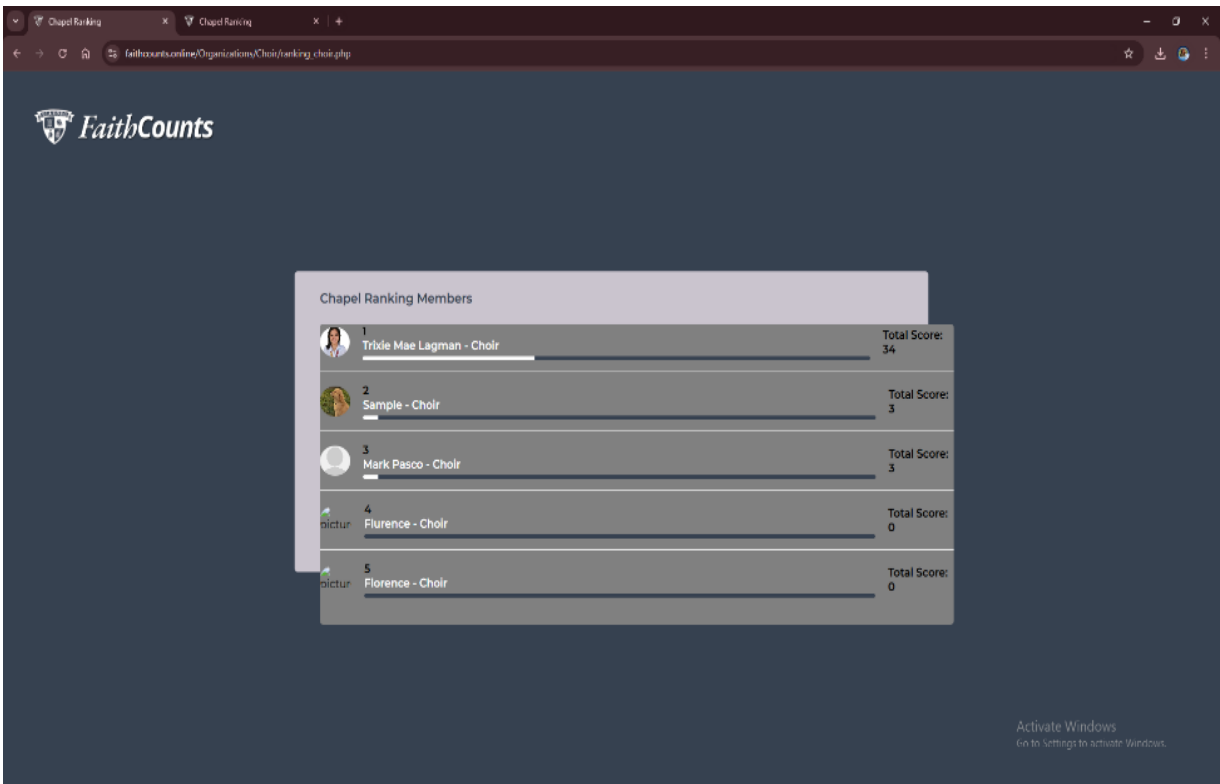 Chapel Ranking
Chapel Ranking
faithcounts.online/Organizations/Choir/ranking_choir.php
FaithCounts
Chapel Ranking Members
1
Trixie Mae Lagman - Choir
Total Score:
34
2
Sample - Choir
Total Score:
3
3
Mark Pasco - Choir
Total Score:
3
4
pictur
Flurence - Choir
Total Score:
0
5
pictur
Florence - Choir
Total Score:
0
Activate Windows
Go to Settings to activate Windows.